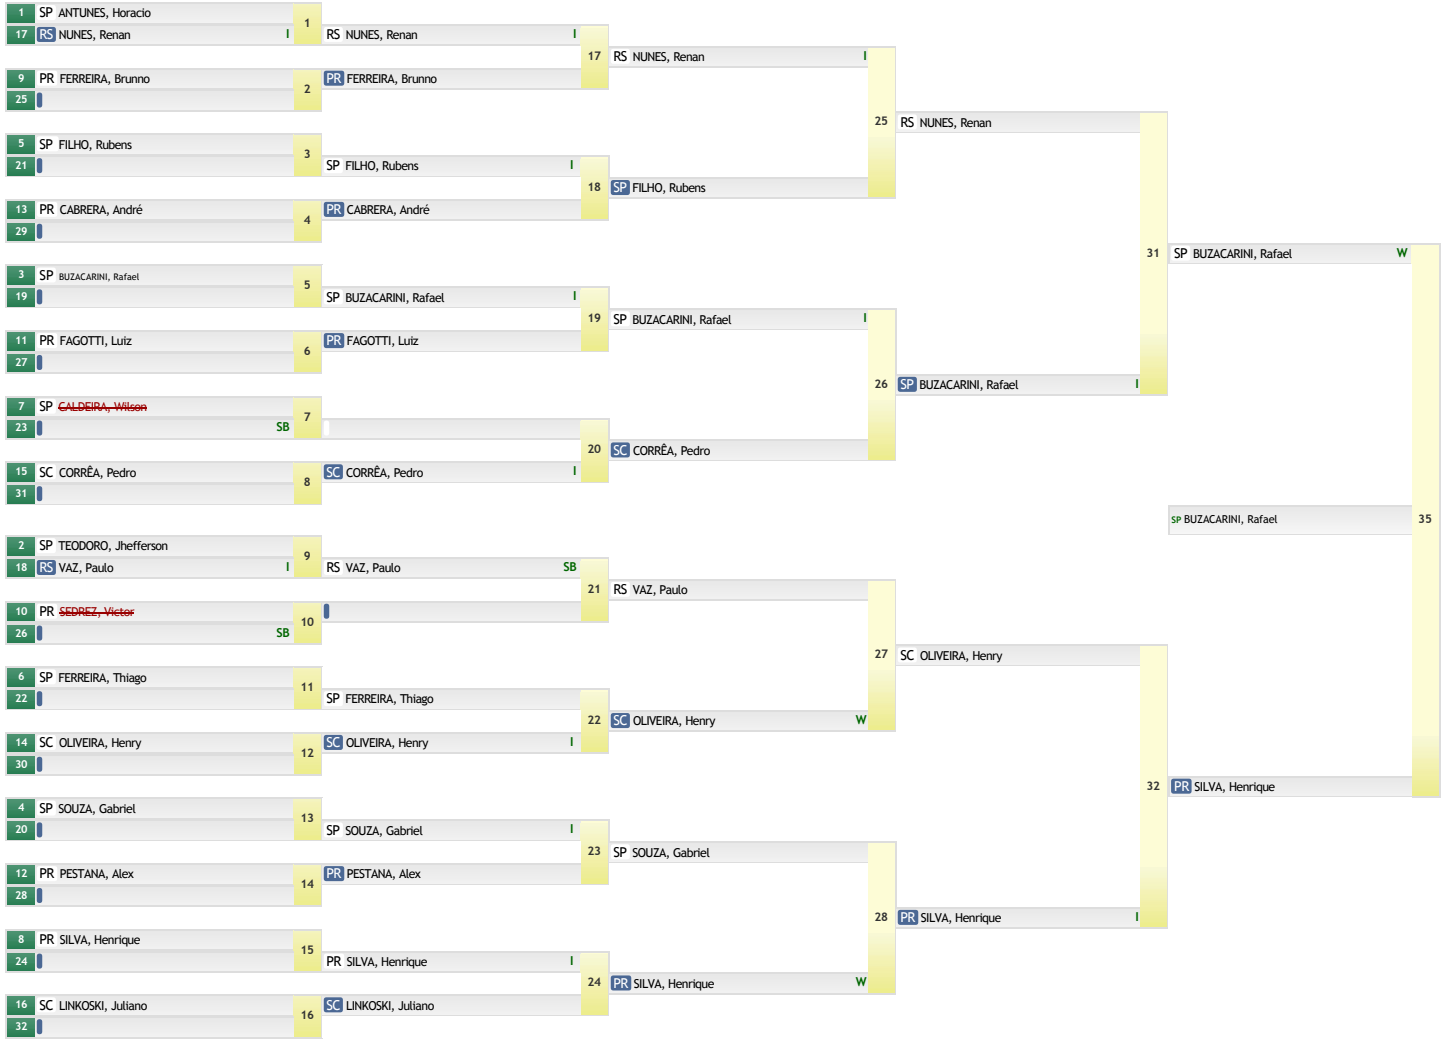 1 SP ANTUNES, Horacio
1
17 RS NUNES, Renan I
RS NUNES, Renan I
17
RS NUNES, Renan I
9 PR FERREIRA, Brunno
2
PR FERREIRA, Brunno
25
25
RS NUNES, Renan
5 SP FILHO, Rubens
3
21
SP FILHO, Rubens I
18
SP FILHO, Rubens
13 PR CABRERA, André
4
PR CABRERA, André
29
31
SP BUZACARINI, Rafael W
3 SP BUZACARINI, Rafael
5
19
SP BUZACARINI, Rafael I
19
SP BUZACARINI, Rafael I
11 PR FAGOTTI, Luiz
6
PR FAGOTTI, Luiz
27
26
SP BUZACARINI, Rafael I
7 SP CALDEIRA, Wilson
7
23 SB
20
SC CORRÊA, Pedro
15 SC CORRÊA, Pedro
8
SC CORRÊA, Pedro I
31
SP BUZACARINI, Rafael
35
2 SP TEODORO, Jhefferson
9
18 RS VAZ, Paulo I
RS VAZ, Paulo SB
21
RS VAZ, Paulo
10 PR SEDREZ, Victor
10
26 SB
27
SC OLIVEIRA, Henry
6 SP FERREIRA, Thiago
11
22
SP FERREIRA, Thiago
22
SC OLIVEIRA, Henry W
14 SC OLIVEIRA, Henry
12
SC OLIVEIRA, Henry I
30
32
PR SILVA, Henrique
4 SP SOUZA, Gabriel
13
20
SP SOUZA, Gabriel I
23
SP SOUZA, Gabriel
12 PR PESTANA, Alex
14
PR PESTANA, Alex
28
28
PR SILVA, Henrique I
8 PR SILVA, Henrique
15
24
PR SILVA, Henrique I
24
PR SILVA, Henrique W
16 SC LINKOSKI, Juliano
16
SC LINKOSKI, Juliano
32